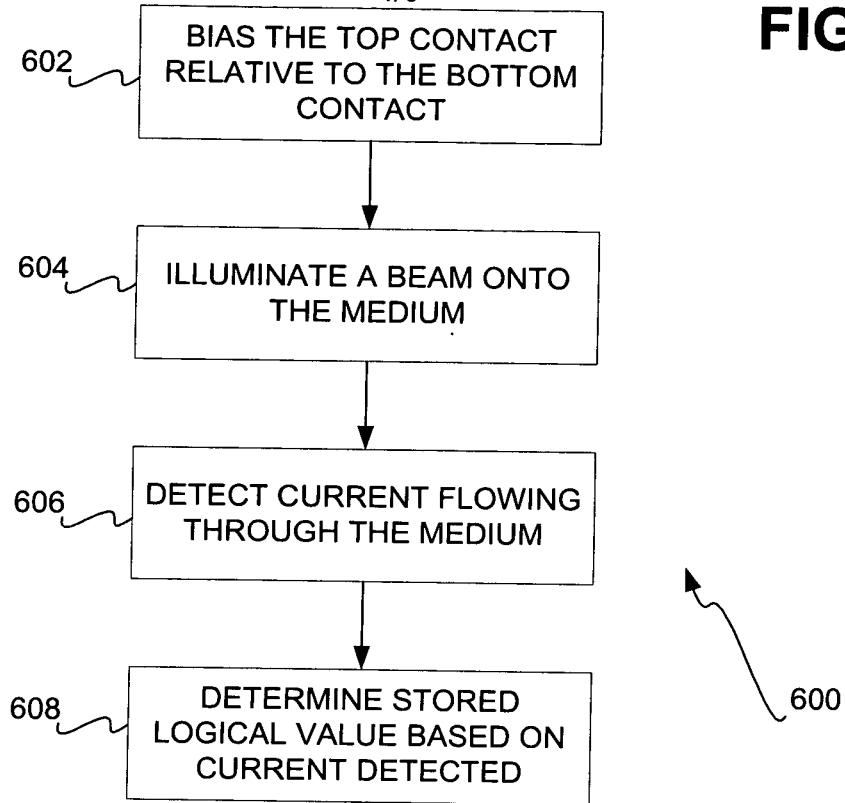 FIG
602
BIAS THE TOP CONTACT
RELATIVE TO THE BOTTOM
CONTACT
604
ILLUMINATE A BEAM ONTO
THE MEDIUM
606
DETECT CURRENT FLOWING
THROUGH THE MEDIUM
608
DETERMINE STORED
LOGICAL VALUE BASED ON
CURRENT DETECTED
600